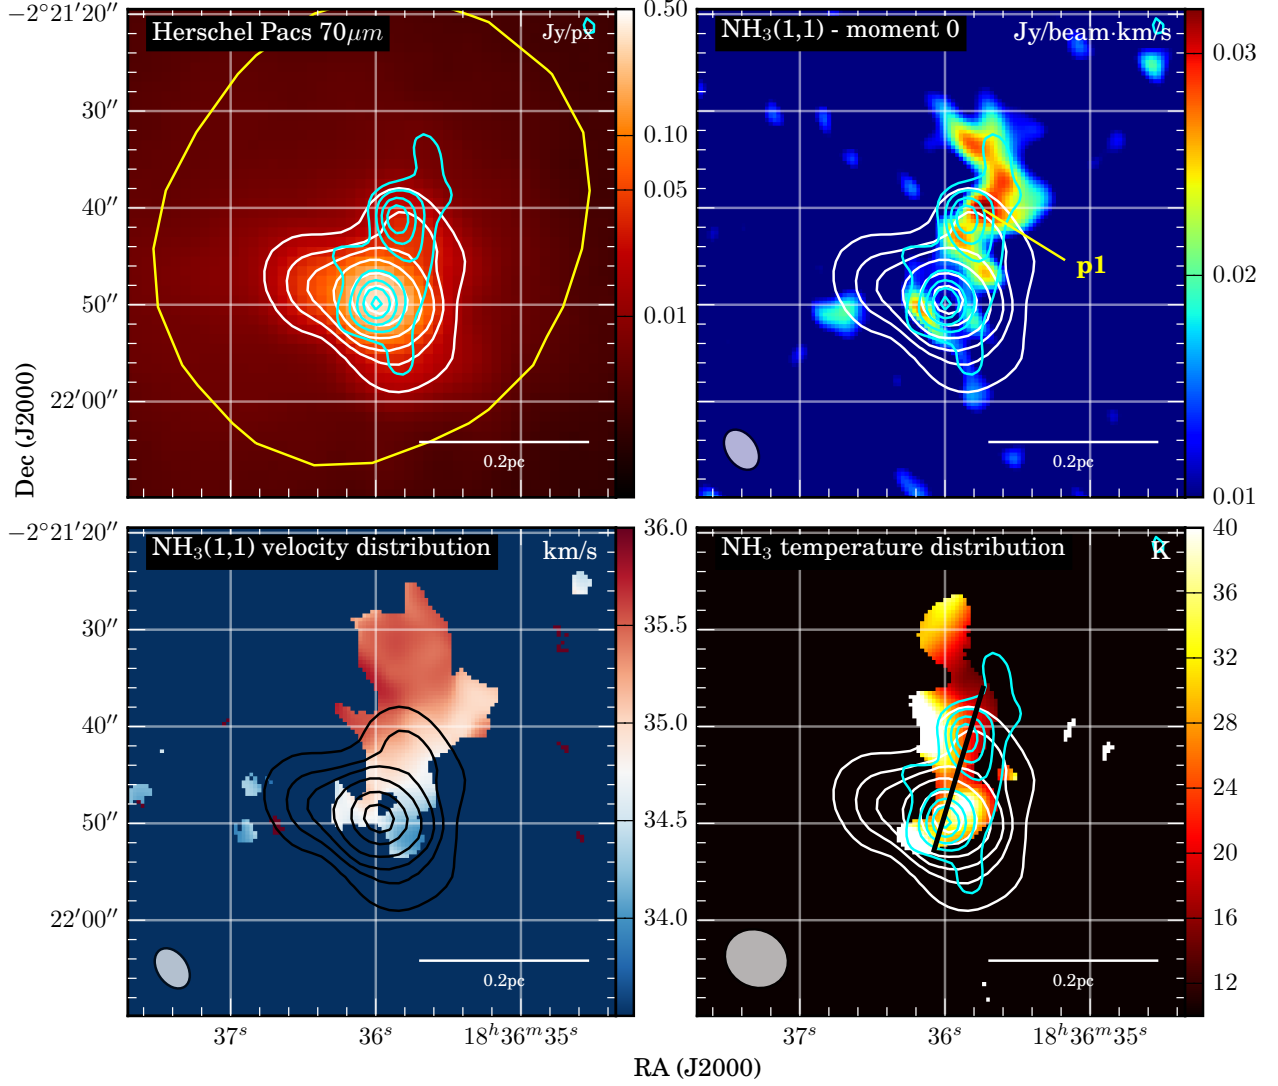 Herschel Pacs 70μm
Jy/px
0.50
0.10
0.05
0.01
NH₃(1,1) - moment 0
Jy/beam·km/s
p1
0.03
0.02
0.01
−2°21′20″
30″
40″
50″
22′00″
0.2pc
0.2pc
NH₃(1,1) velocity distribution
km/s
36.0
35.5
35.0
34.5
34.0
NH₃ temperature distribution
K
40
36
32
28
24
20
16
12
−2°21′20″
30″
40″
50″
22′00″
0.2pc
0.2pc
37ˢ
36ˢ
18ʰ36ᵐ35ˢ
37ˢ
36ˢ
18ʰ36ᵐ35ˢ
Dec (J2000)
RA (J2000)